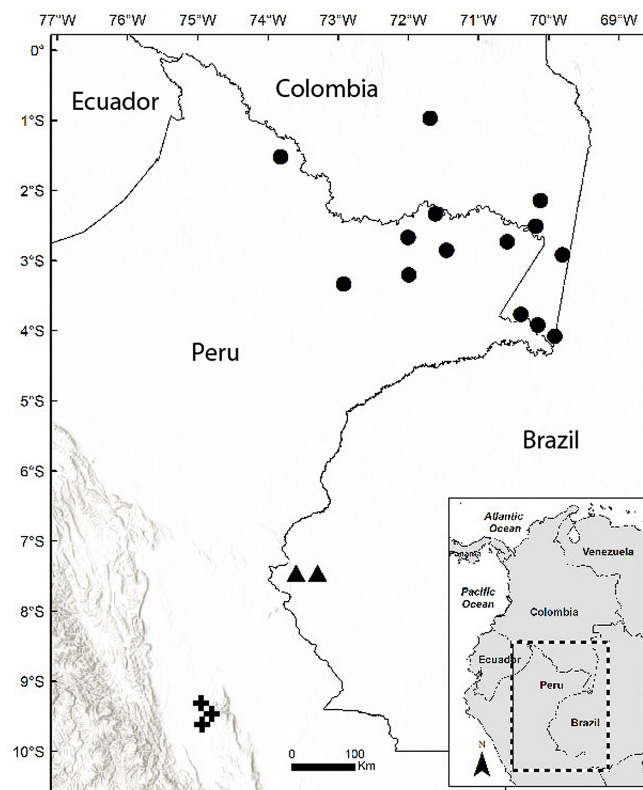 77°W 76°W 75°W 74°W 73°W 72°W 71°W 70°W 69°W
0°
Ecuador
Colombia
1°S
2°S
3°S
4°S
Peru
5°S
Brazil
6°S
7°S
8°S
9°S
10°S
0 100
Km
Atlantic
Ocean
Panama
Venezuela
Pacific
Ocean
Colombia
Ecuador
Peru
Brazil
N